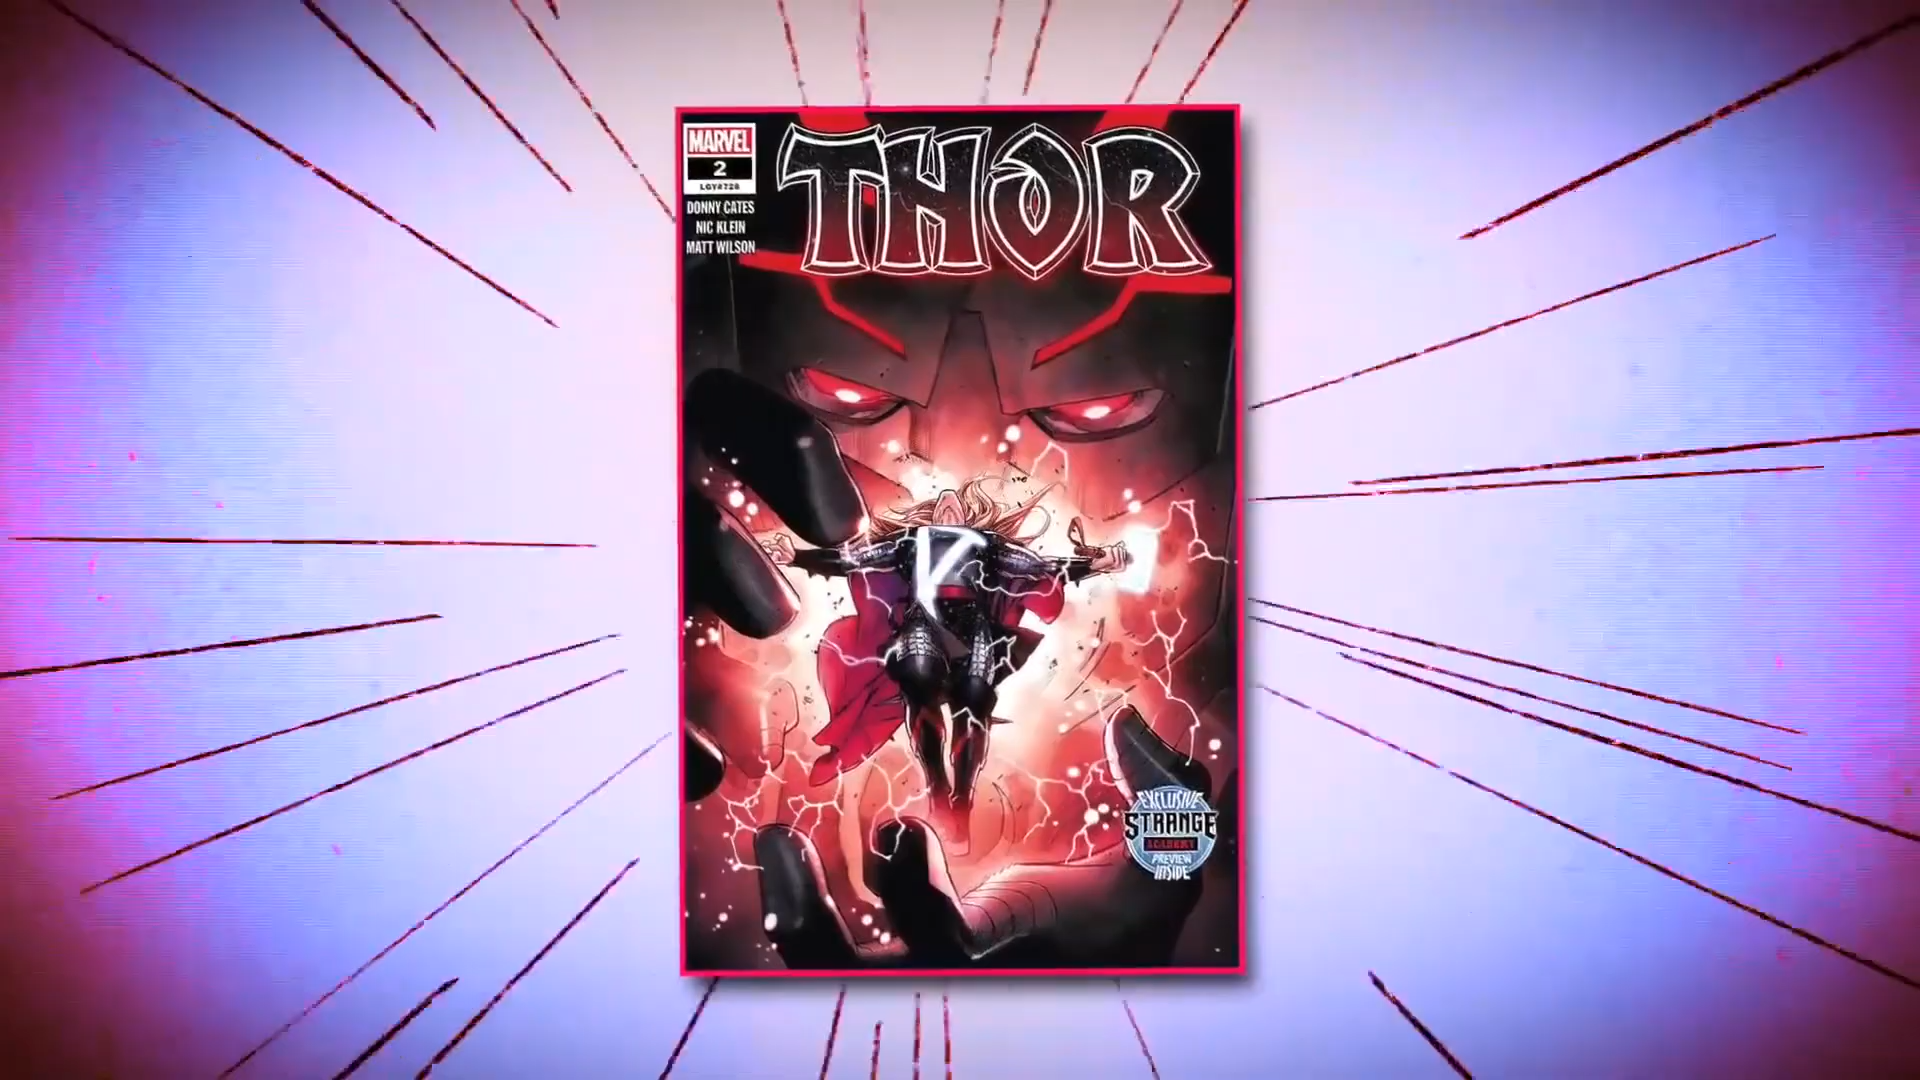 MARVEL
2
LGY#728
DONNY CATES
NIC KLEIN
MATT WILSON
THOR
EXCLUSIVE
STRANGE
ACADEMY
PREVIEW
INSIDE